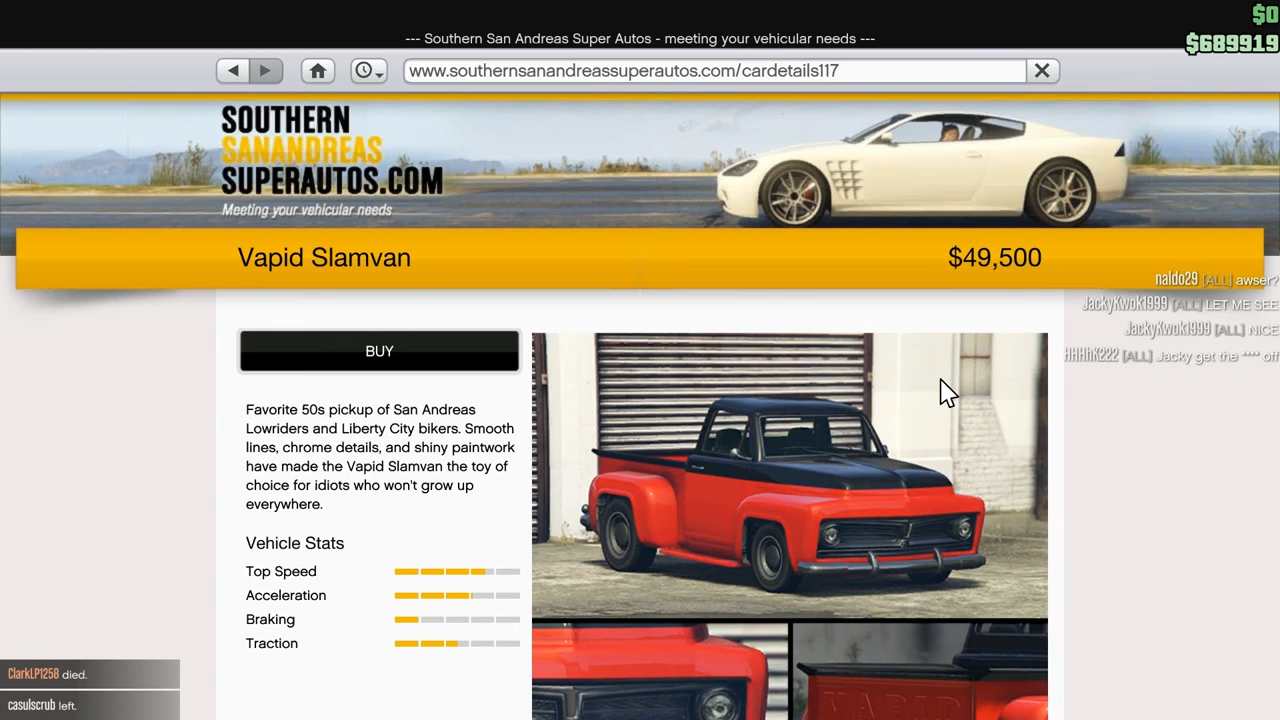 $0
$689919
--- Southern San Andreas Super Autos - meeting your vehicular needs ---
www.southernsanandreassuperautos.com/cardetails117
SOUTHERN
SANANDREAS
SUPERAUTOS.COM
Meeting your vehicular needs
Vapid Slamvan
$49,500
naldo29 [ALL] awser?
JackyKwok1999 [ALL] LET ME SEE
JackyKwok1999 [ALL] NICE
HHHiK222 [ALL] Jacky get the **** off
BUY
Favorite 50s pickup of San Andreas
Lowriders and Liberty City bikers. Smooth
lines, chrome details, and shiny paintwork
have made the Vapid Slamvan the toy of
choice for idiots who won't grow up
everywhere.
Vehicle Stats
Top Speed
Acceleration
Braking
Traction
VAPID
ClarkLP1258 died.
casulscrub left.